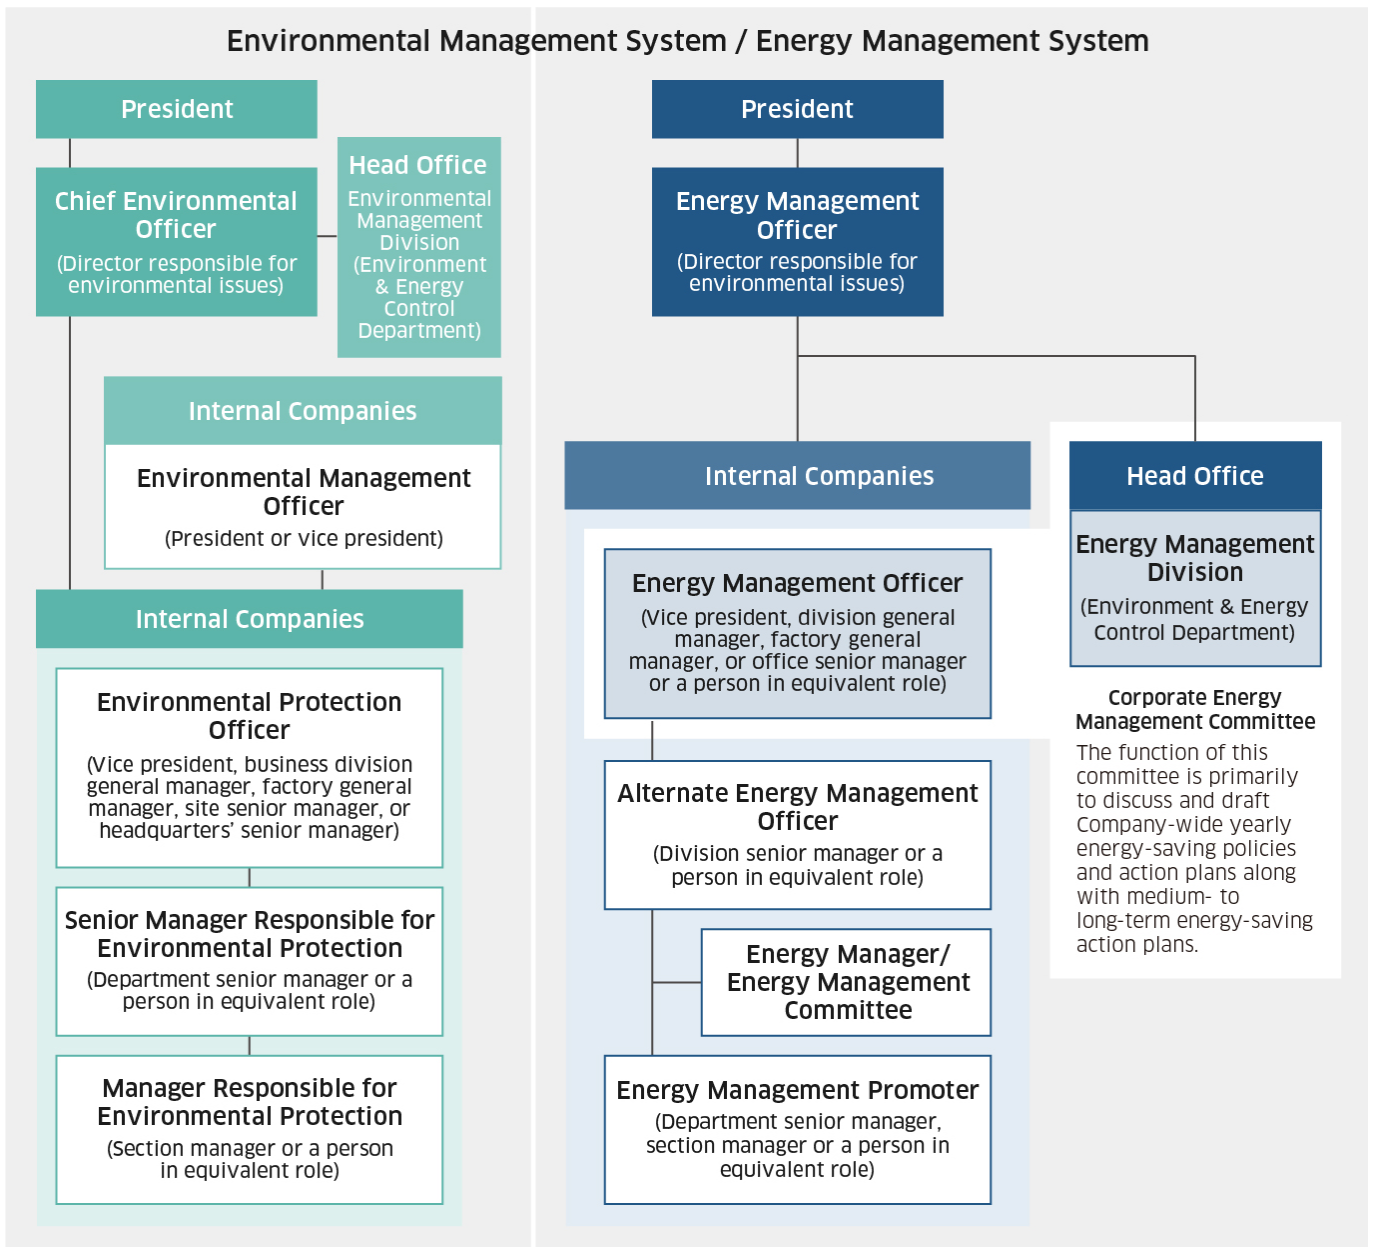 Environmental Management System / Energy Management System
President
Chief Environmental
Officer
(Director responsible for
environmental issues)
Head Office
Environmental
Management
Division
(Environment
& Energy
Control
Department)
Internal Companies
Environmental Management
Officer
(President or vice president)
Internal Companies
Environmental Protection
Officer
(Vice president, business division
general manager, factory general
manager, site senior manager, or
headquarters’ senior manager)
Senior Manager Responsible for
Environmental Protection
(Department senior manager or a
person in equivalent role)
Manager Responsible for
Environmental Protection
(Section manager or a person
in equivalent role)
President
Energy Management
Officer
(Director responsible for
environmental issues)
Internal Companies
Energy Management Officer
(Vice president, division general
manager, factory general
manager, or office senior manager
or a person in equivalent role)
Alternate Energy Management
Officer
(Division senior manager or a
person in equivalent role)
Energy Manager/
Energy Management
Committee
Energy Management Promoter
(Department senior manager,
section manager or a person in
equivalent role)
Head Office
Energy Management
Division
(Environment & Energy
Control Department)
Corporate Energy
Management Committee
The function of this
committee is primarily
to discuss and draft
Company-wide yearly
energy-saving policies
and action plans along
with medium- to
long-term energy-saving
action plans.